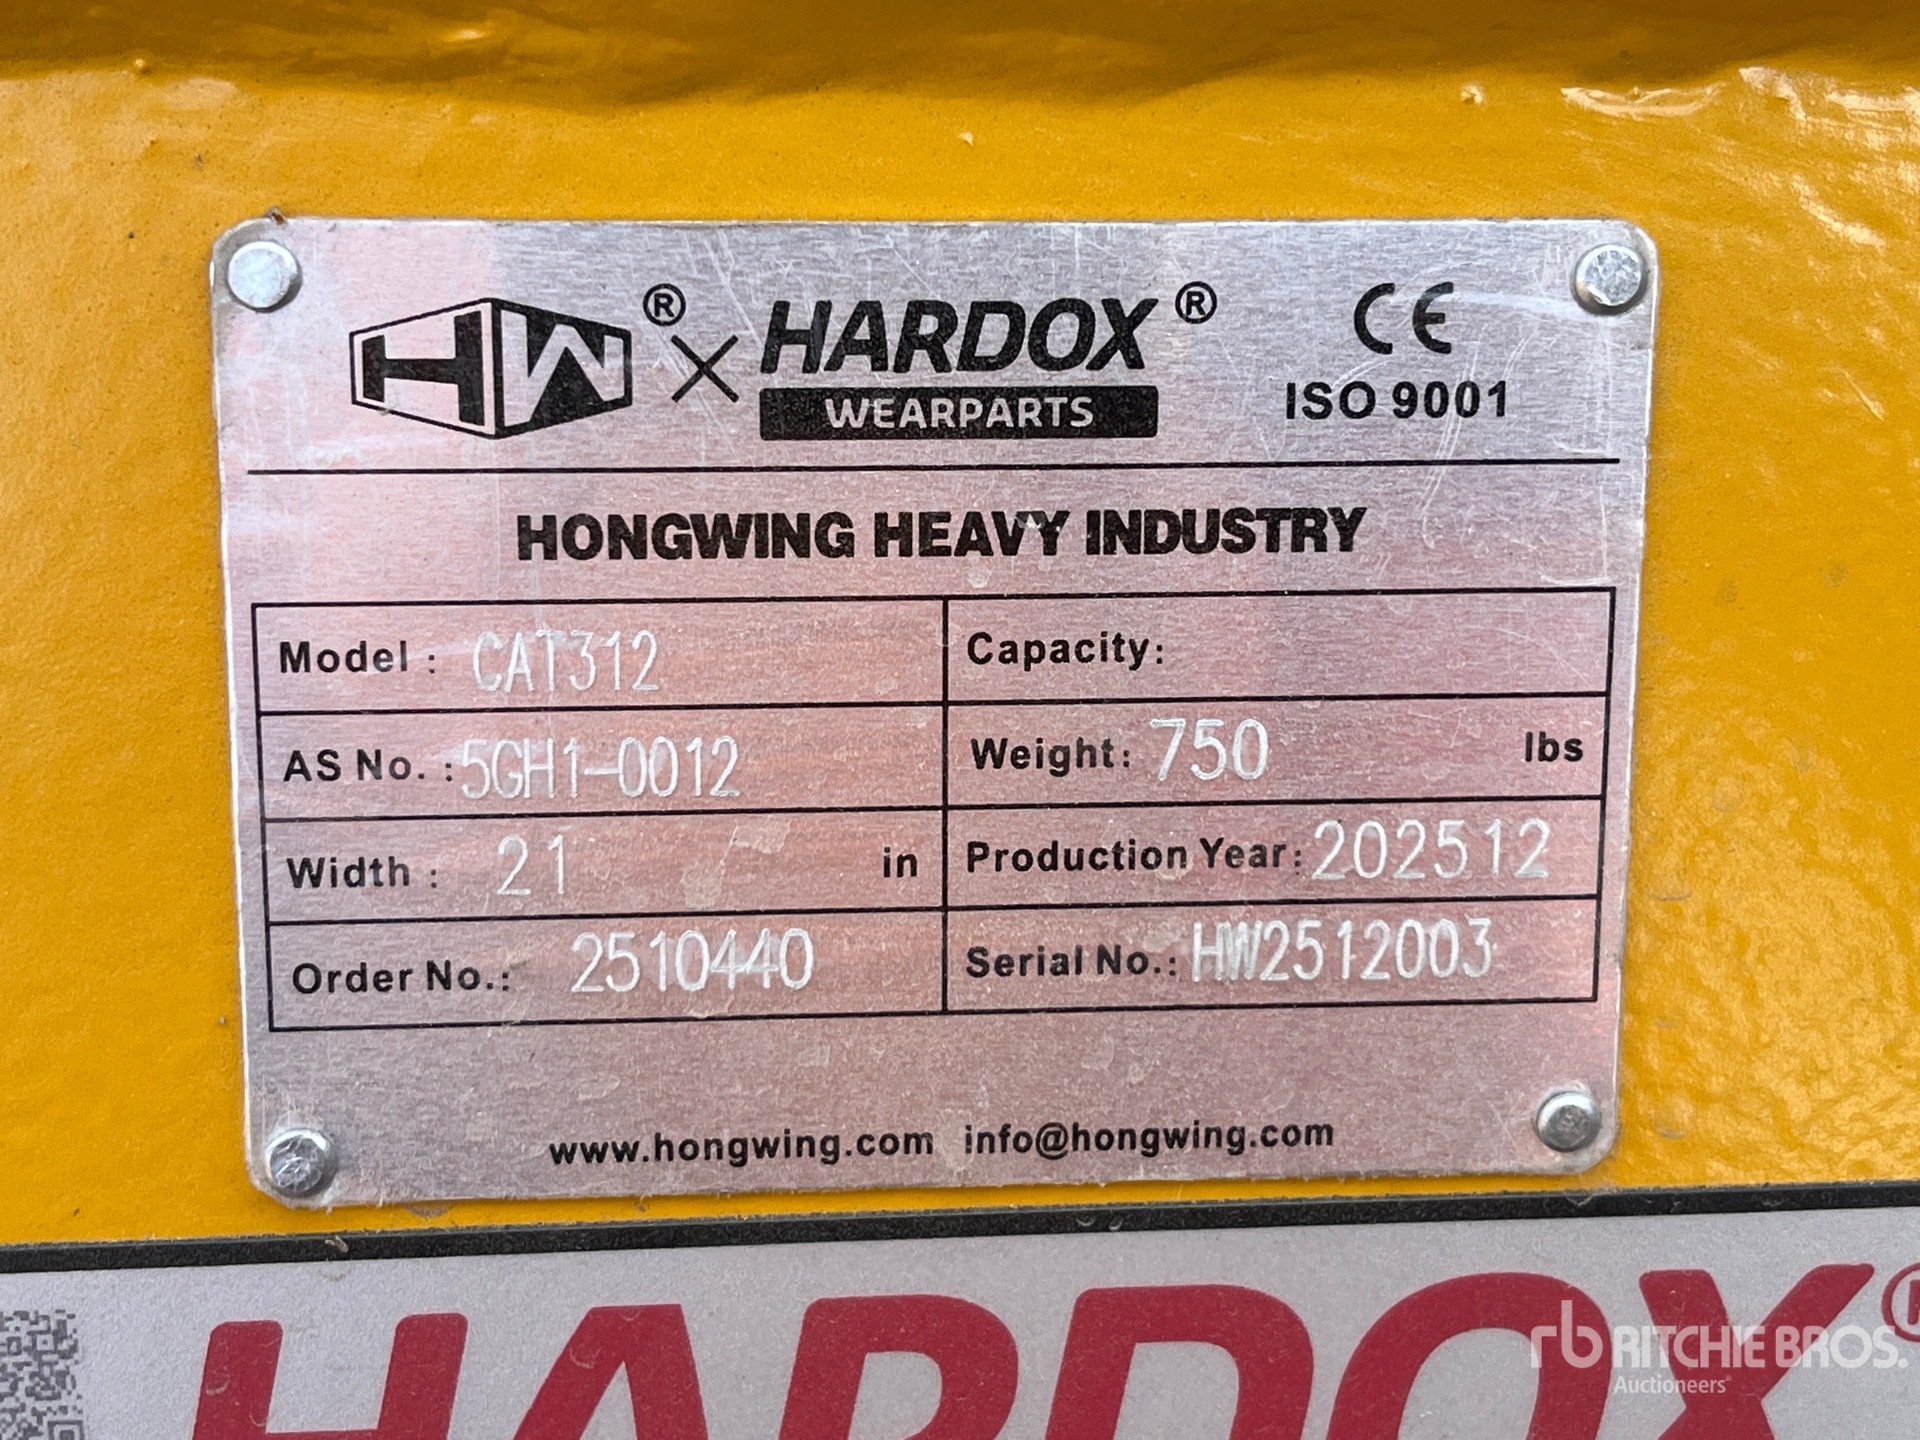 HW® × HARDOX® CE
WEARPARTS ISO 9001
HONGWING HEAVY INDUSTRY
Model : CAT312 Capacity:
AS No. : 5GH1-0012 Weight: 750 lbs
Width : 21 in Production Year: 202512
Order No.: 2510440 Serial No.: HW2512003
www.hongwing.com info@hongwing.com
HARDOX®
rb RITCHIE BROS.
Auctioneers